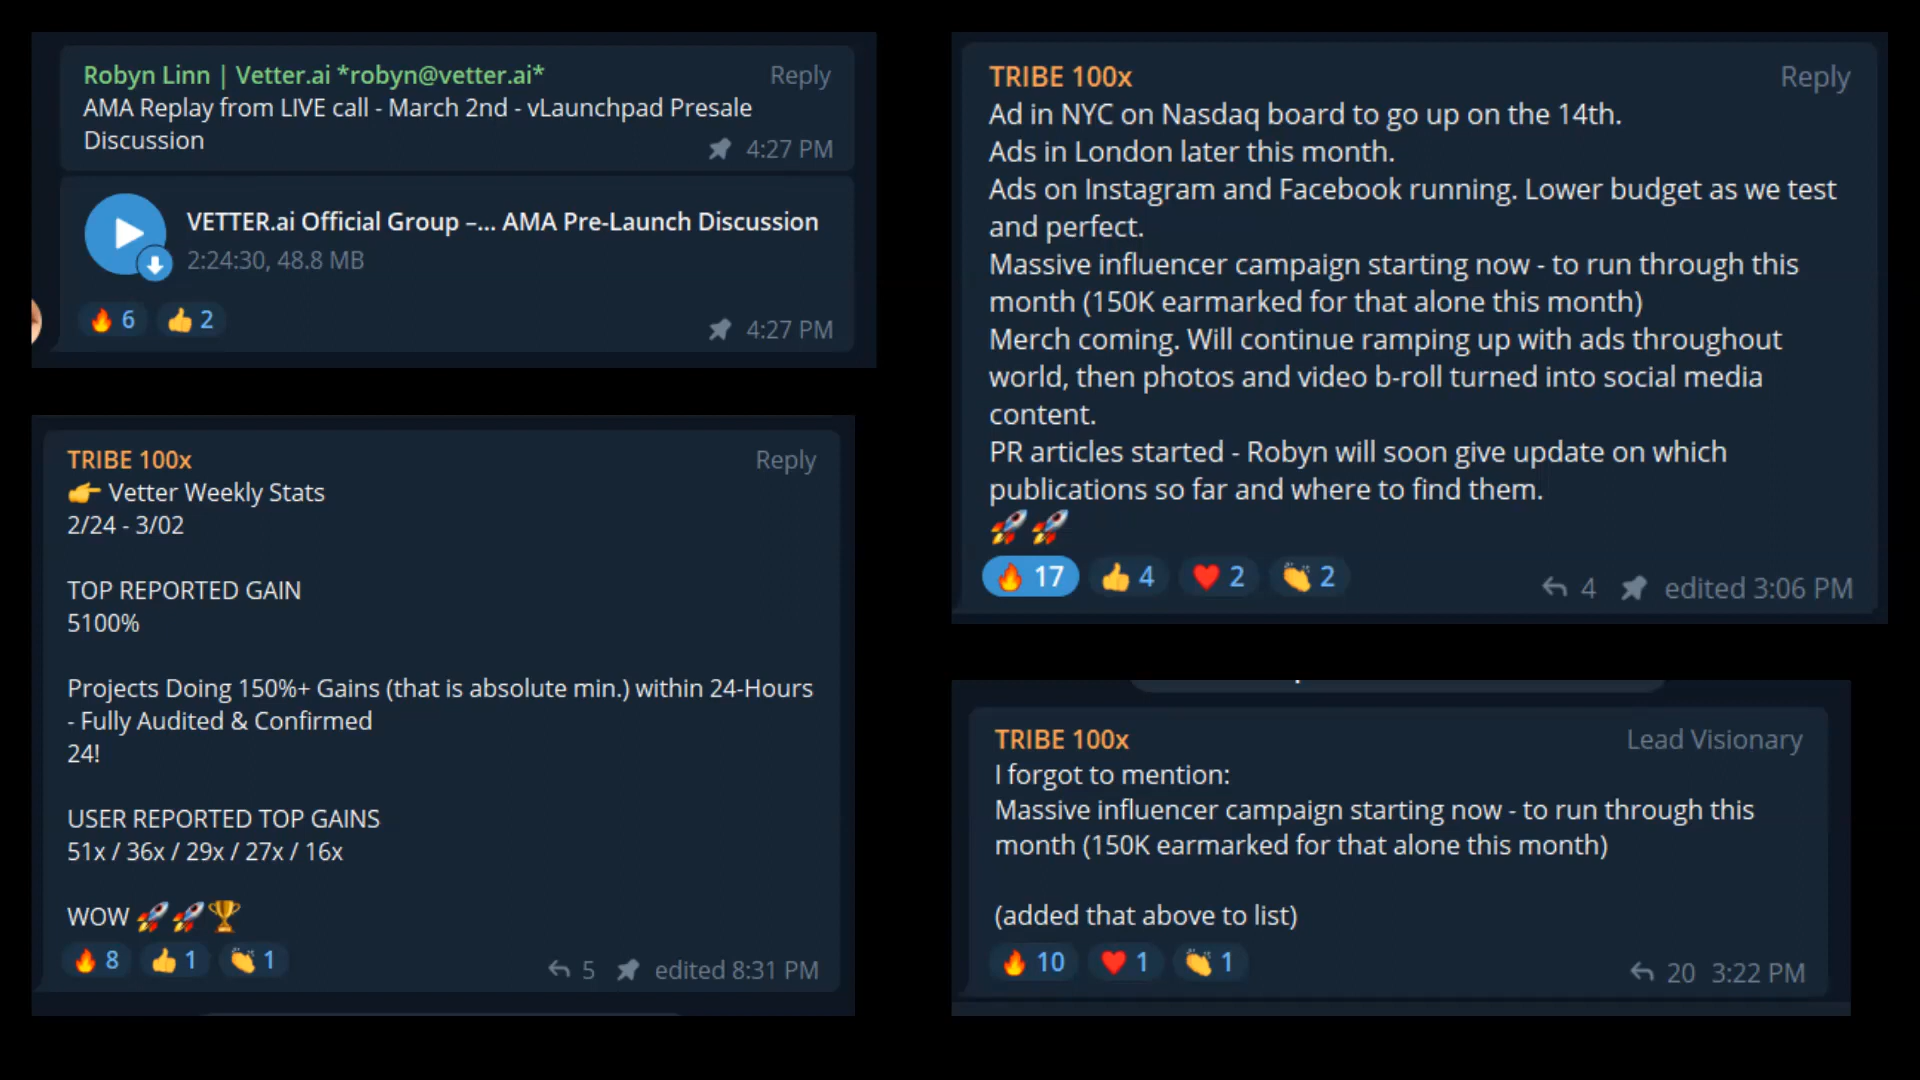 Robyn Linn | Vetter.ai *robyn@vetter.ai*
Reply
AMA Replay from LIVE call - March 2nd - vLaunchpad Presale
Discussion
4:27 PM
VETTER.ai Official Group –... AMA Pre-Launch Discussion
2:24:30, 48.8 MB
🔥 6 👍 2
4:27 PM
TRIBE 100x
Reply
👉 Vetter Weekly Stats
2/24 - 3/02
TOP REPORTED GAIN
5100%
Projects Doing 150%+ Gains (that is absolute min.) within 24-Hours
- Fully Audited & Confirmed
24!
USER REPORTED TOP GAINS
51x / 36x / 29x / 27x / 16x
WOW 🚀🚀🏆
🔥 8 👍 1 👏 1
5 edited 8:31 PM
TRIBE 100x
Reply
Ad in NYC on Nasdaq board to go up on the 14th.
Ads in London later this month.
Ads on Instagram and Facebook running. Lower budget as we test
and perfect.
Massive influencer campaign starting now - to run through this
month (150K earmarked for that alone this month)
Merch coming. Will continue ramping up with ads throughout
world, then photos and video b-roll turned into social media
content.
PR articles started - Robyn will soon give update on which
publications so far and where to find them.
🚀🚀
🔥 17 👍 4 ❤️ 2 👏 2
4 edited 3:06 PM
TRIBE 100x
Lead Visionary
I forgot to mention:
Massive influencer campaign starting now - to run through this
month (150K earmarked for that alone this month)
(added that above to list)
🔥 10 ❤️ 1 👏 1
20 3:22 PM